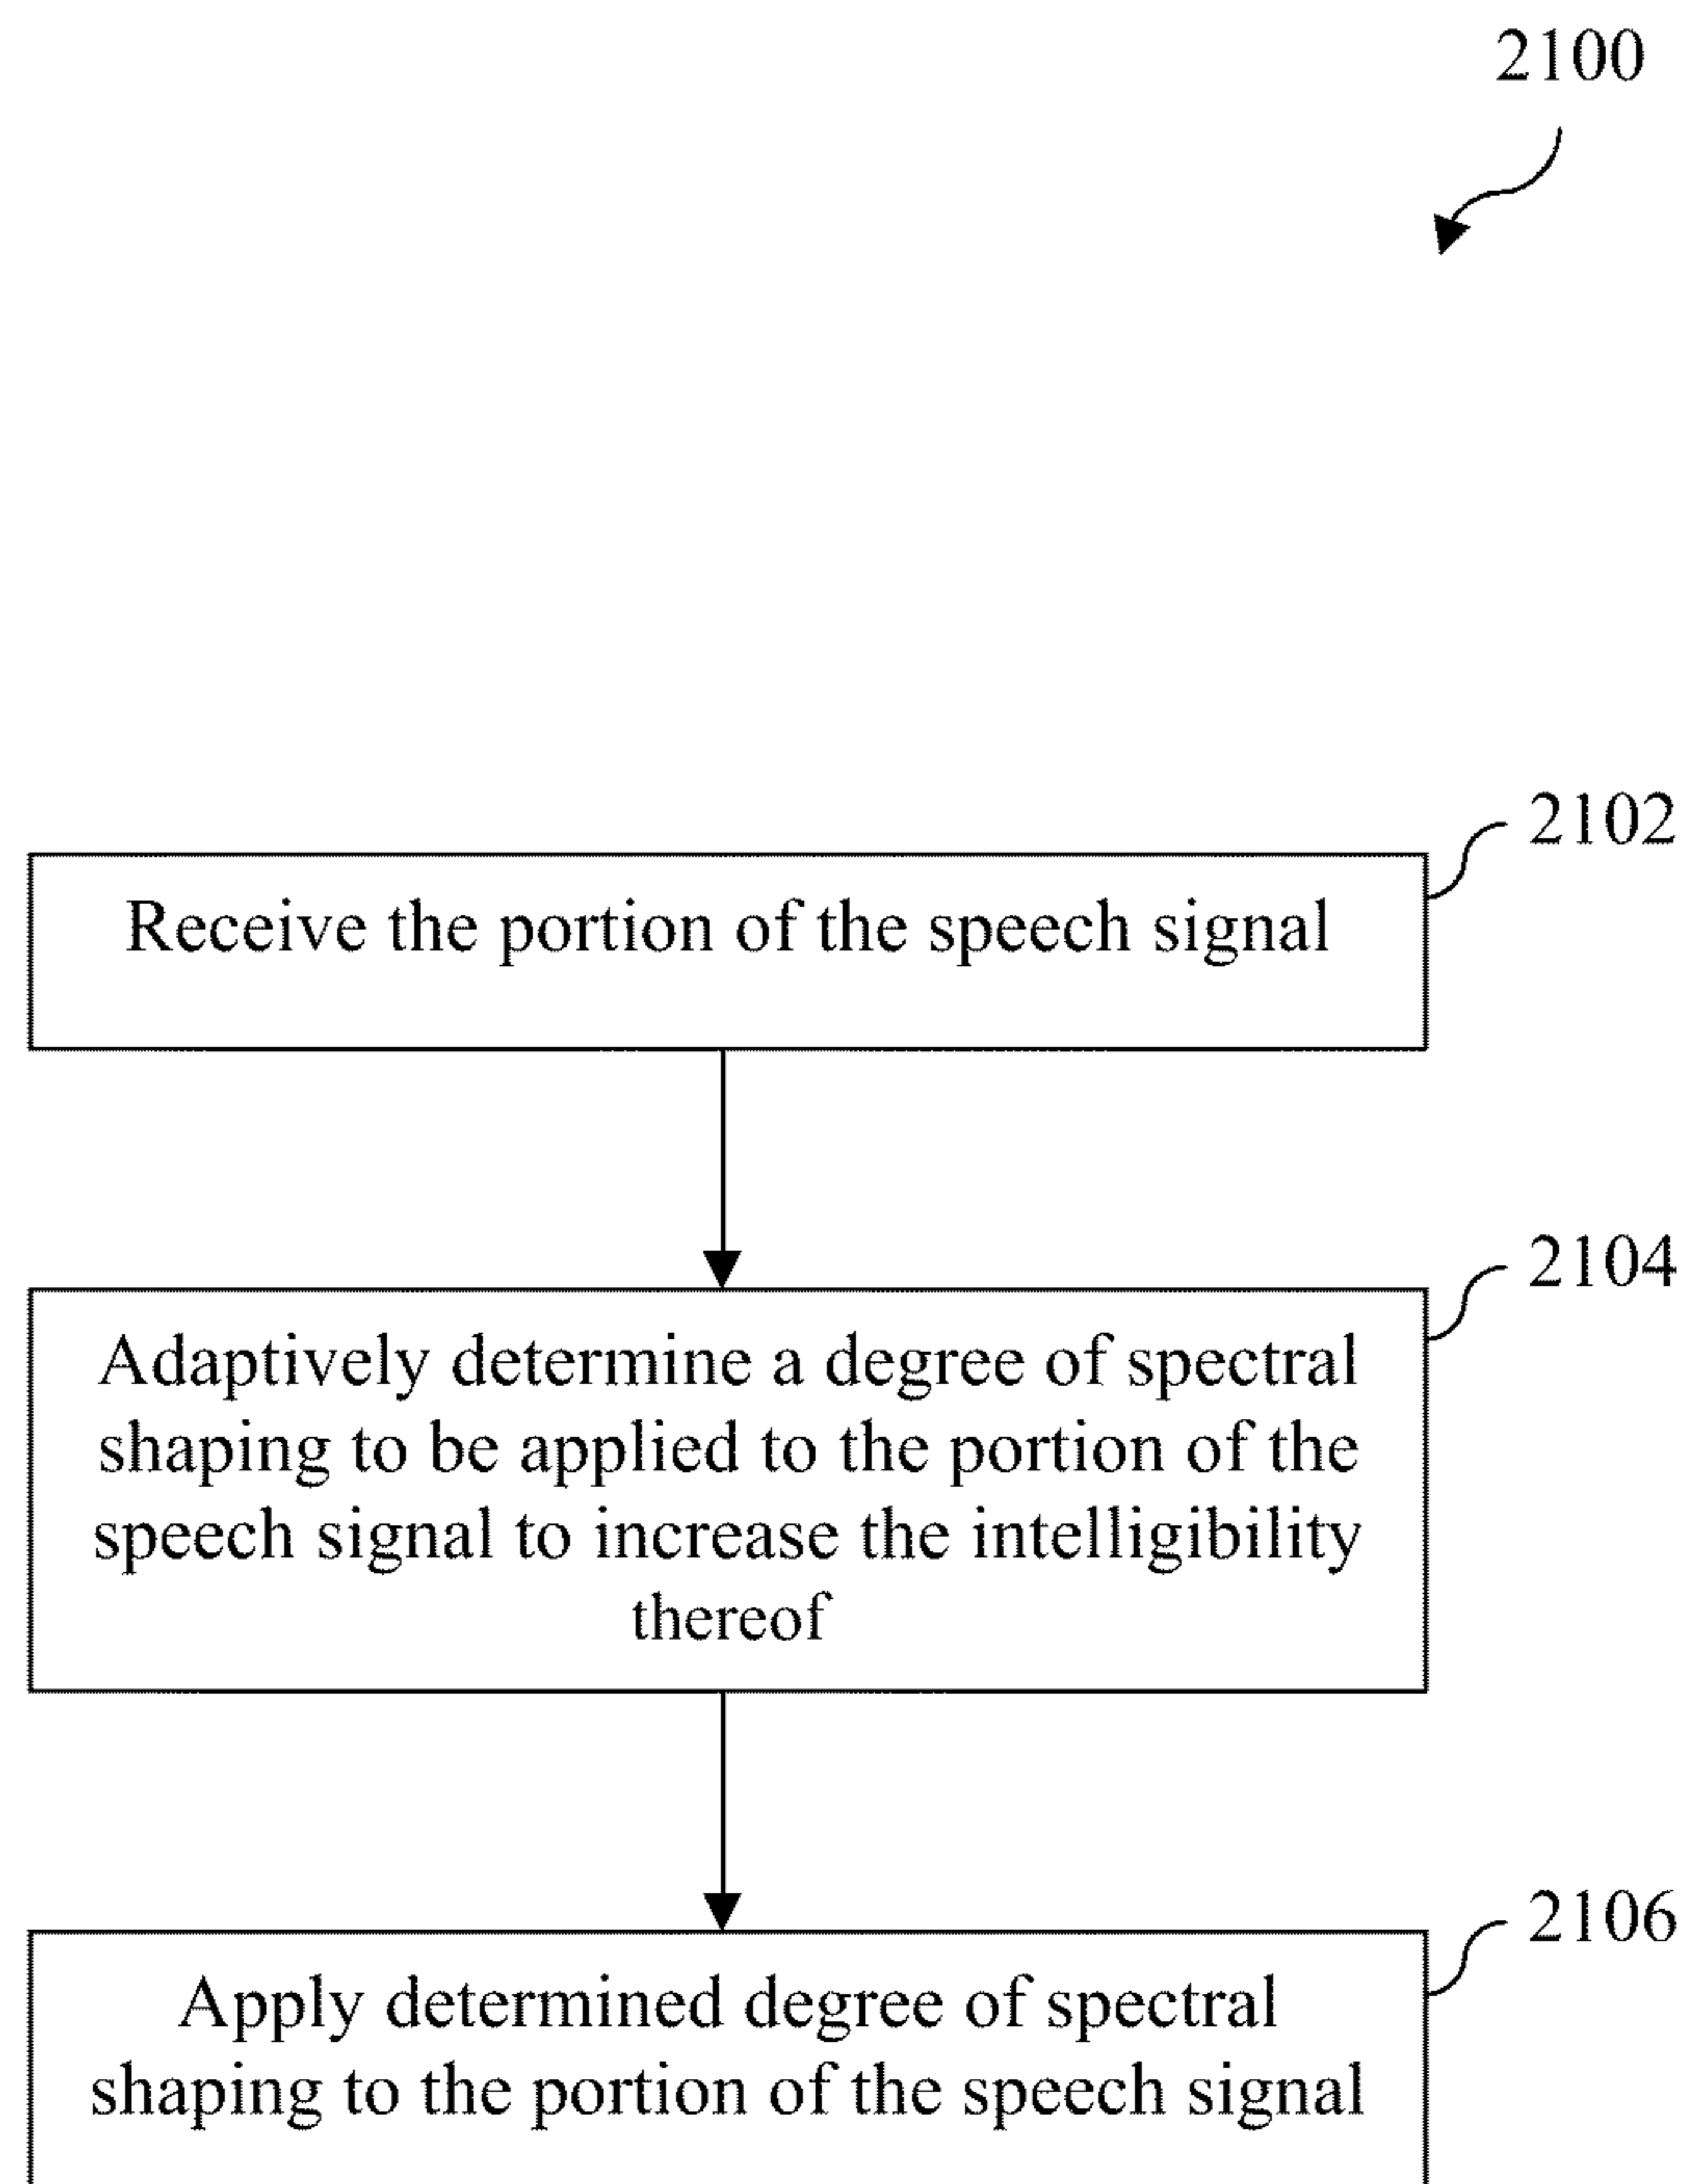 2100
2102
Receive the portion of the speech signal
2104
Adaptively determine a degree of spectral
shaping to be applied to the portion of the
speech signal to increase the intelligibility
thereof
2106
Apply determined degree of spectral
shaping to the portion of the speech signal